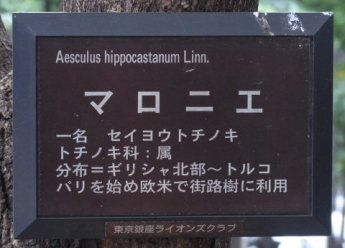 Aesculus hippocastanum Linn.
マロニエ
一名 セイヨウトチノキ
トチノキ科：属
分布＝ギリシャ北部～トルコ
パリを始め欧米で街路樹に利用
東京銀座ライオンズクラブ